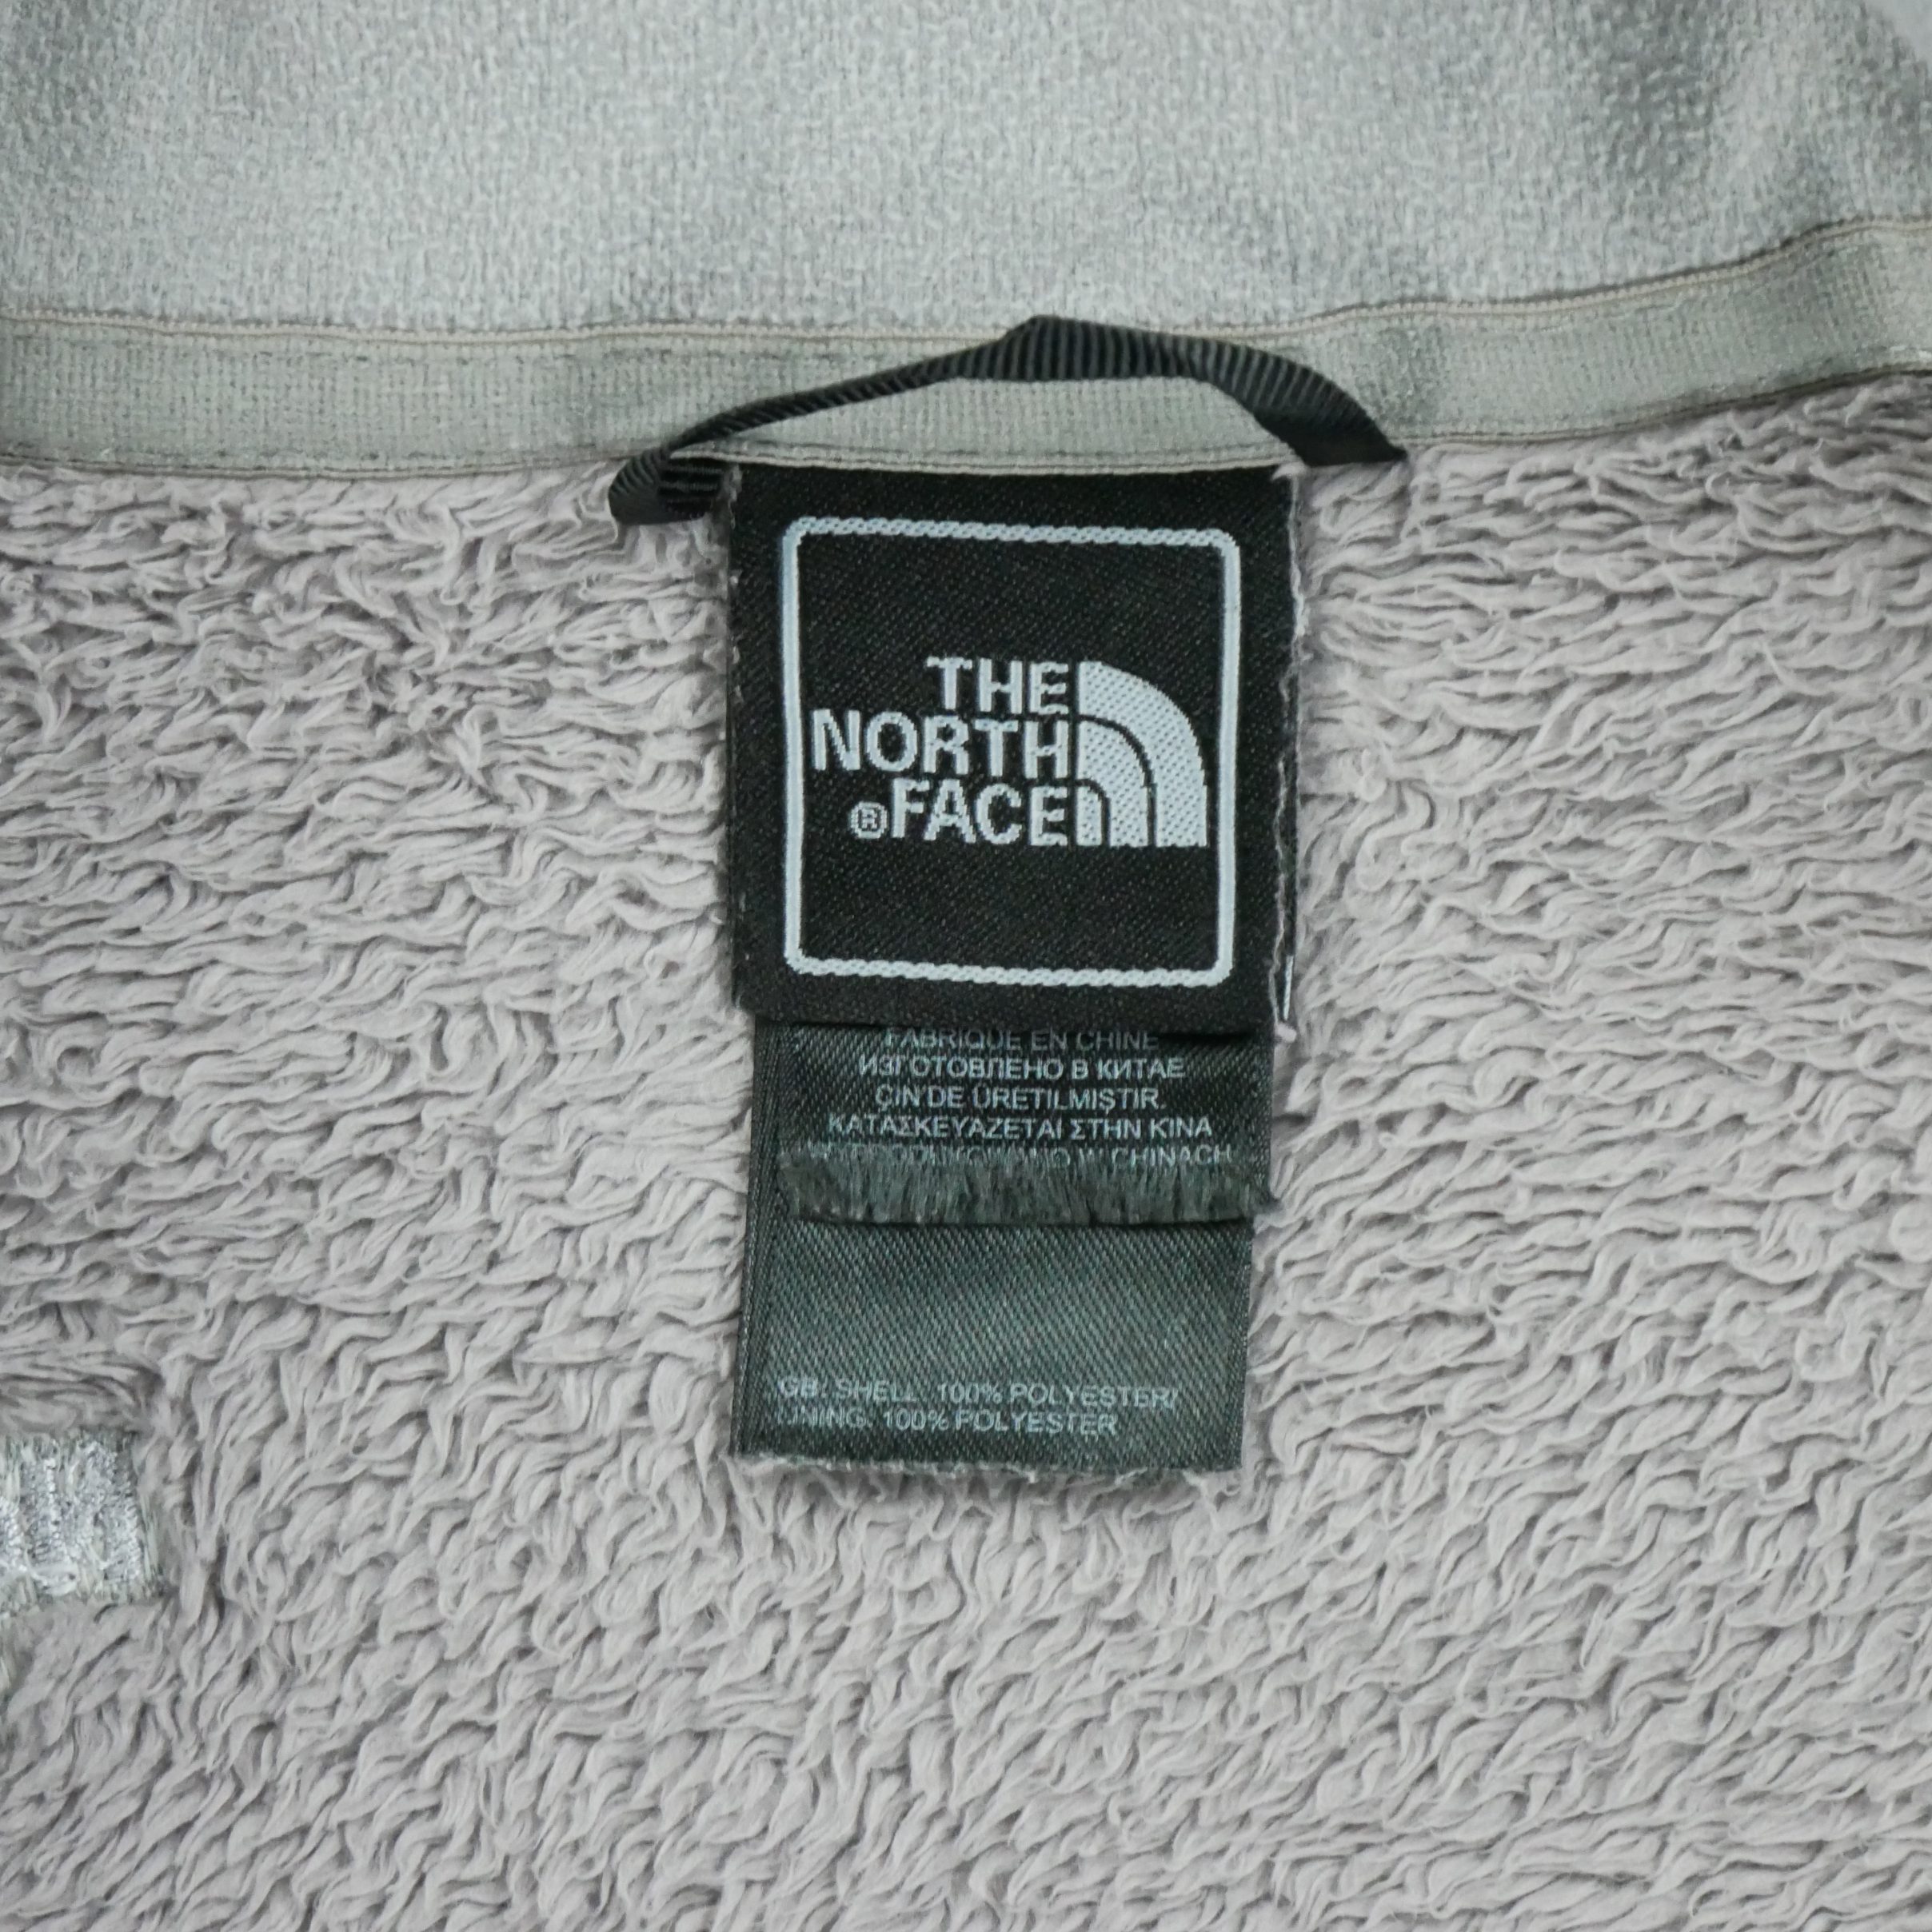 THE
NORTH
®FACE
FABRIQUE EN CHINE
ИЗГОТОВЛЕНО В КИТАЕ
ÇIN'DE ÜRETILMIŞTIR.
ΚΑΤΑΣΚΕΥΑΖΕΤΑΙ ΣΤΗΝ ΚΙΝΑ
W CHINACH
GB: SHELL: 100% POLYESTER/
LINING: 100% POLYESTER